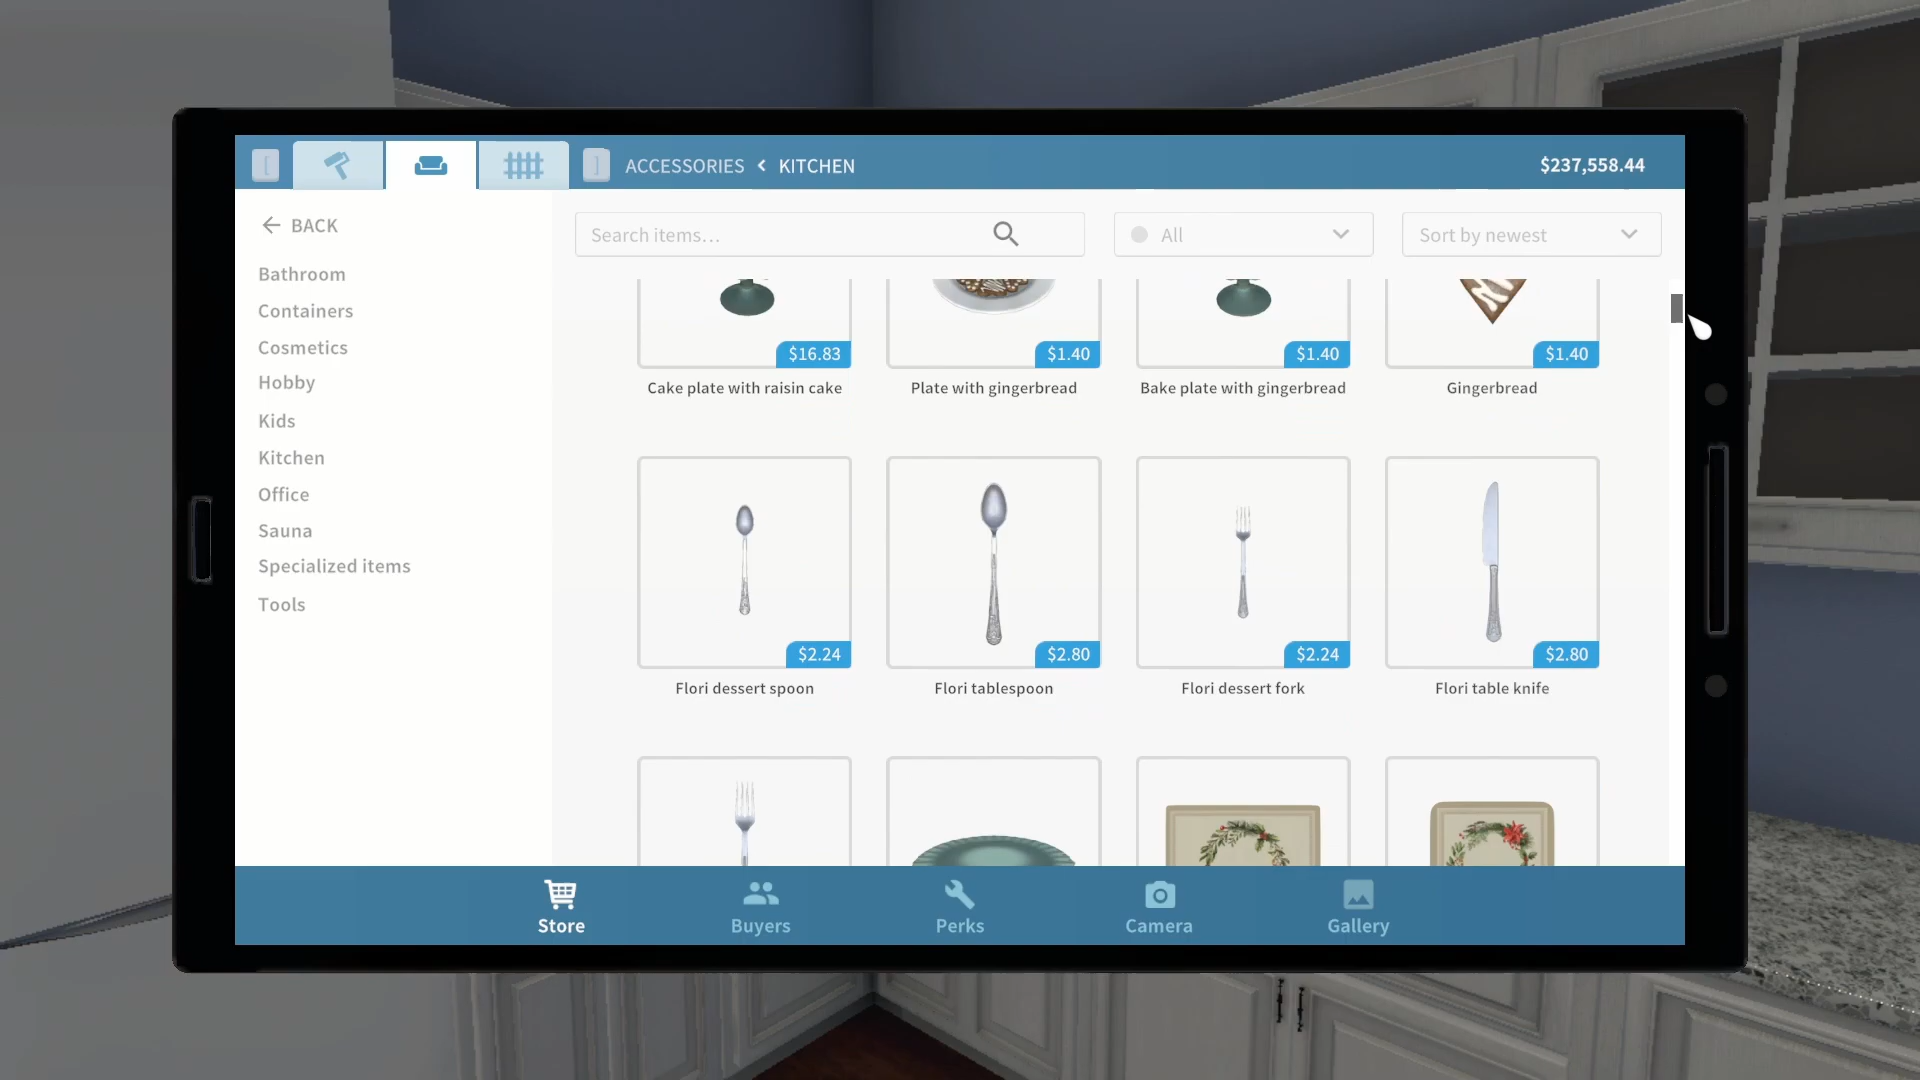 ACCESSORIES < KITCHEN
$237,558.44
BACK
Search items...
All
Sort by newest
Bathroom
Containers
Cosmetics
Hobby
Kids
Kitchen
Office
Sauna
Specialized items
Tools
$16.83
$1.40
$1.40
$1.40
Cake plate with raisin cake
Plate with gingerbread
Bake plate with gingerbread
Gingerbread
$2.24
$2.80
$2.24
$2.80
Flori dessert spoon
Flori tablespoon
Flori dessert fork
Flori table knife
Store
Buyers
Perks
Camera
Gallery